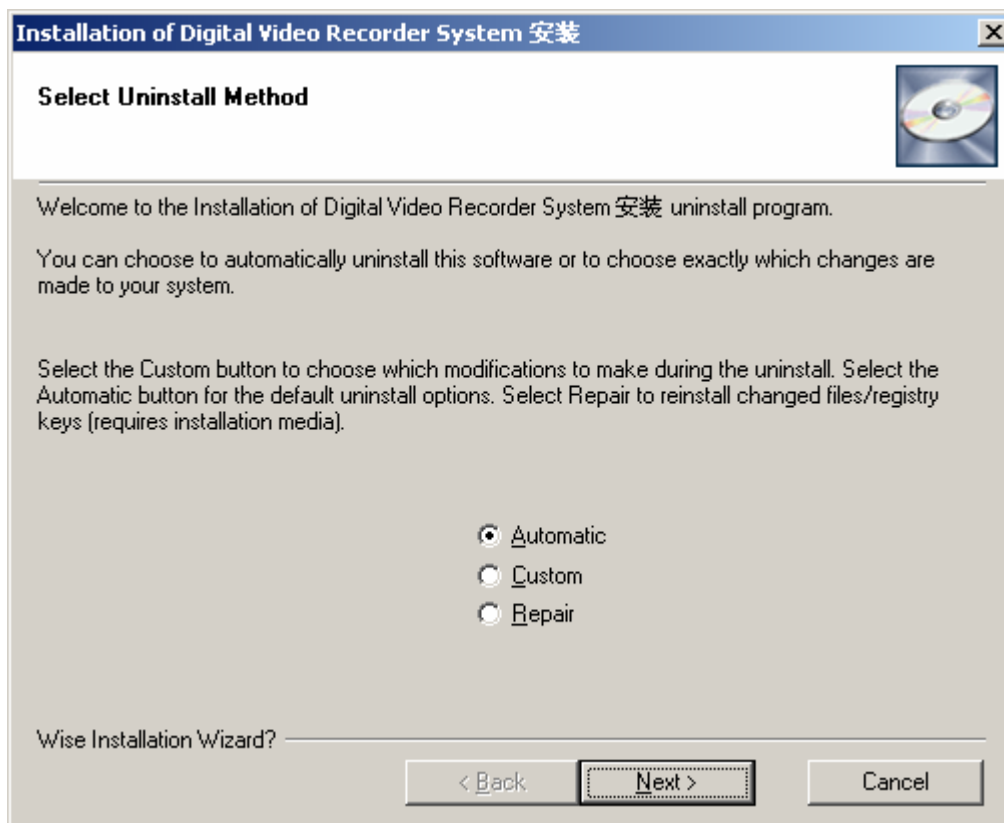 Installation of Digital Video Recorder System 安装
Select Uninstall Method
Welcome to the Installation of Digital Video Recorder System 安装 uninstall program.
You can choose to automatically uninstall this software or to choose exactly which changes are
made to your system.
Select the Custom button to choose which modifications to make during the uninstall. Select the
Automatic button for the default uninstall options. Select Repair to reinstall changed files/registry
keys (requires installation media).
Automatic
Custom
Repair
Wise Installation Wizard?
< Back
Next >
Cancel